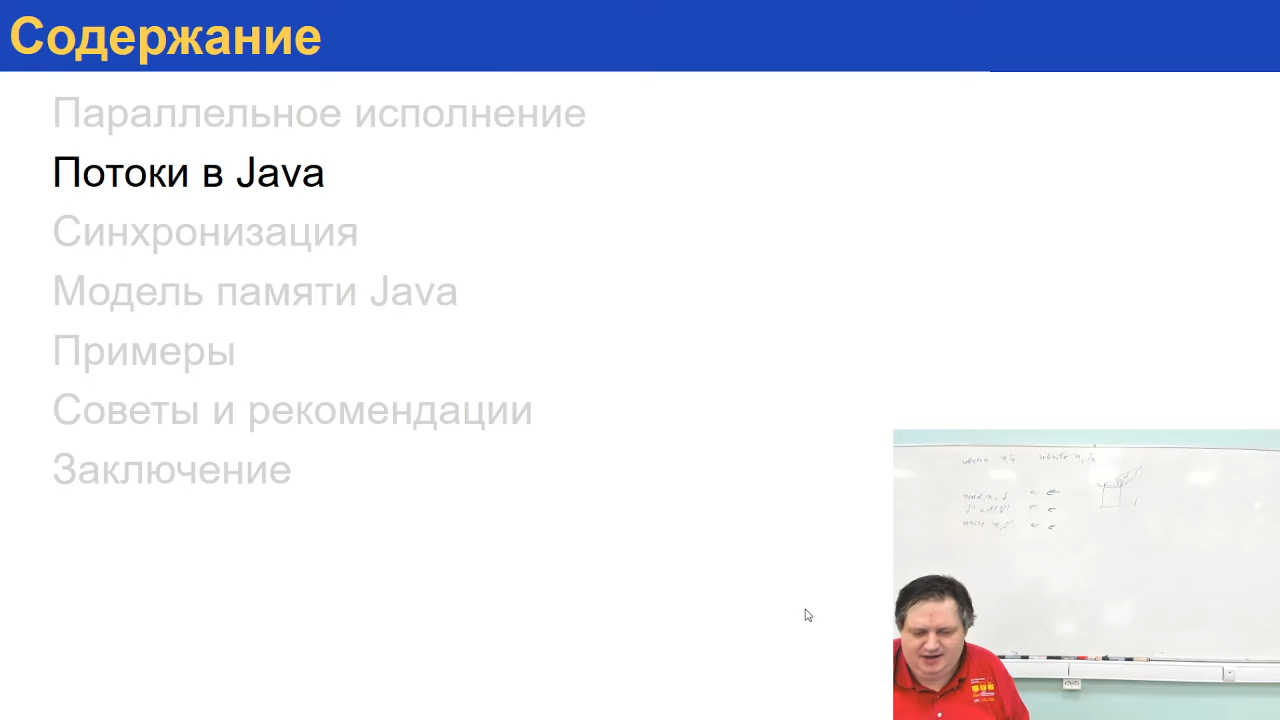 Содержание
Параллельное исполнение
Потоки в Java
Синхронизация
Модель памяти Java
Примеры
Советы и рекомендации
Заключение